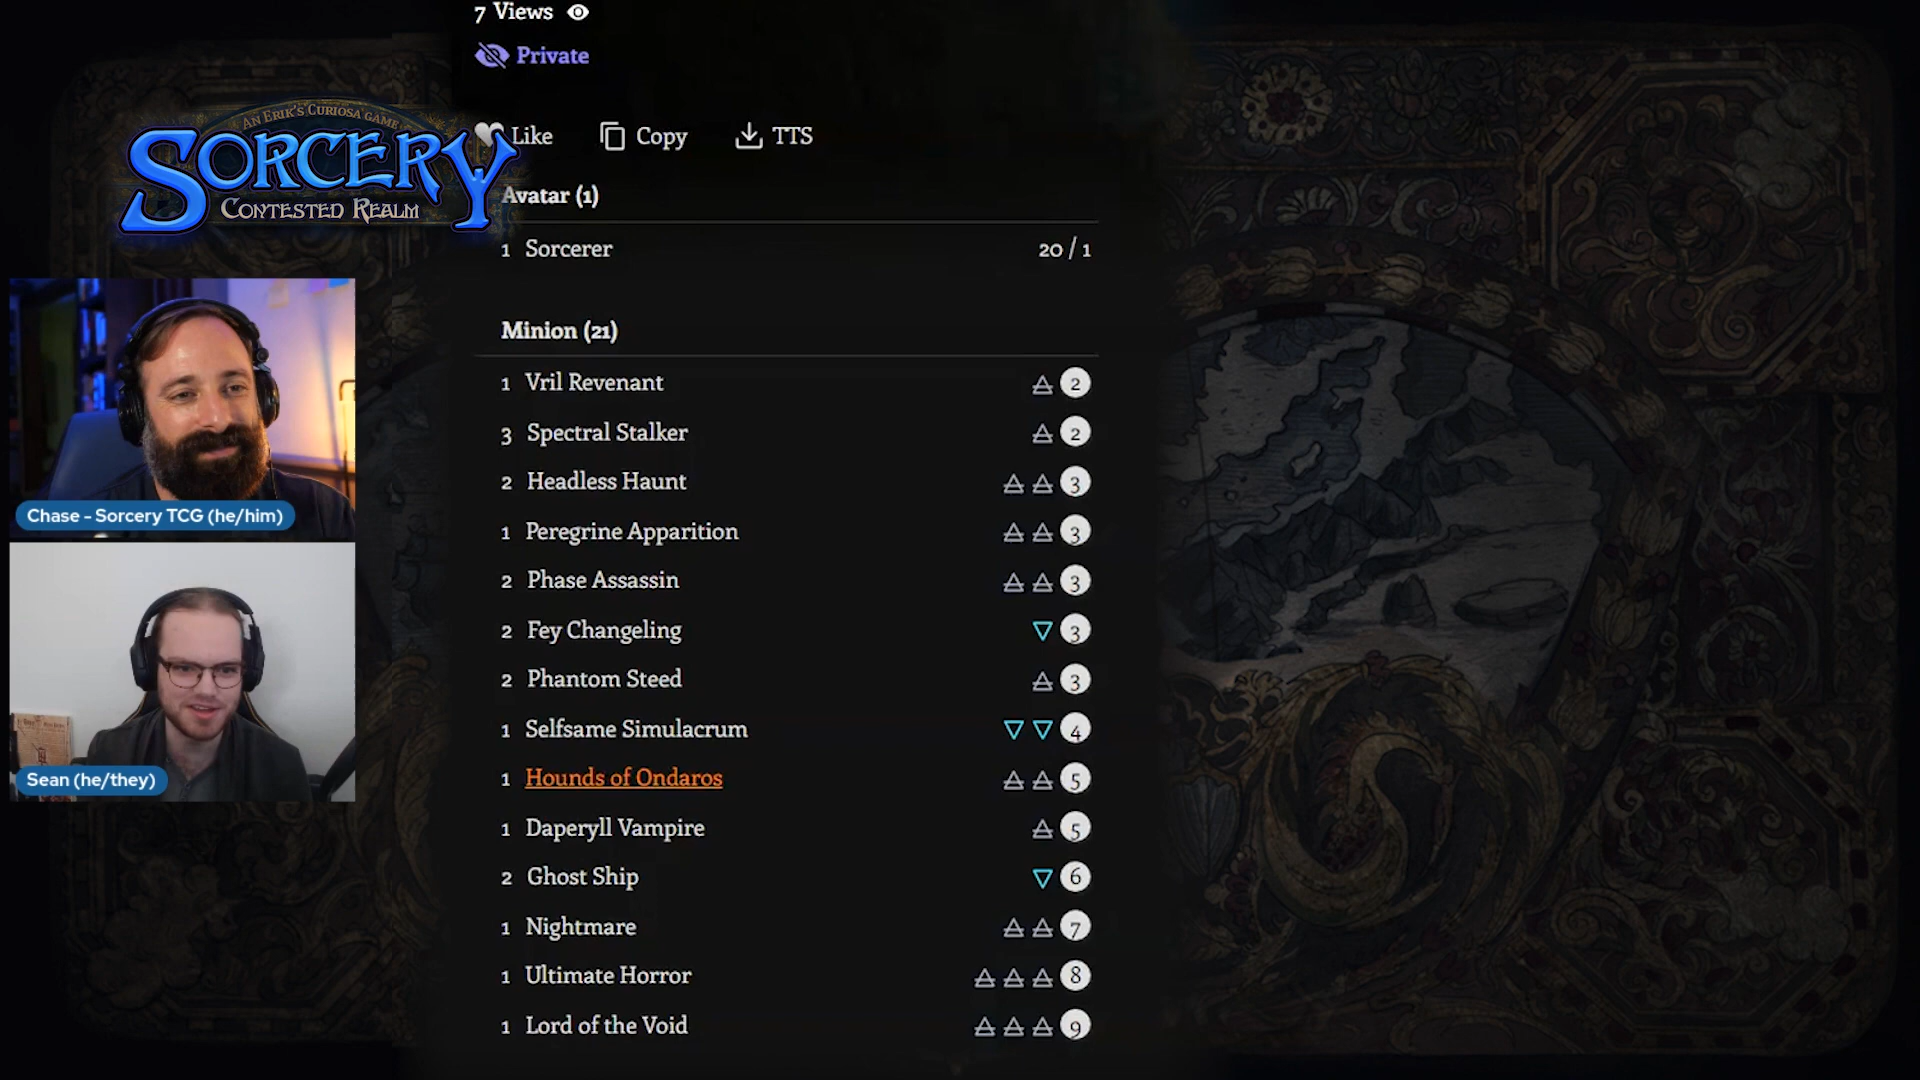 7 Views
Private
Like
Copy
TTS
AN ERIK'S CURIOSA GAME
SORCERY
CONTESTED REALM
Avatar (1)
1 Sorcerer 20 / 1
Minion (21)
1 Vril Revenant 2
3 Spectral Stalker 2
2 Headless Haunt 3
1 Peregrine Apparition 3
2 Phase Assassin 3
2 Fey Changeling 3
2 Phantom Steed 3
1 Selfsame Simulacrum 4
1 Hounds of Ondaros 5
1 Daperyll Vampire 5
2 Ghost Ship 6
1 Nightmare 7
1 Ultimate Horror 8
1 Lord of the Void 9
Chase - Sorcery TCG (he/him)
Sean (he/they)